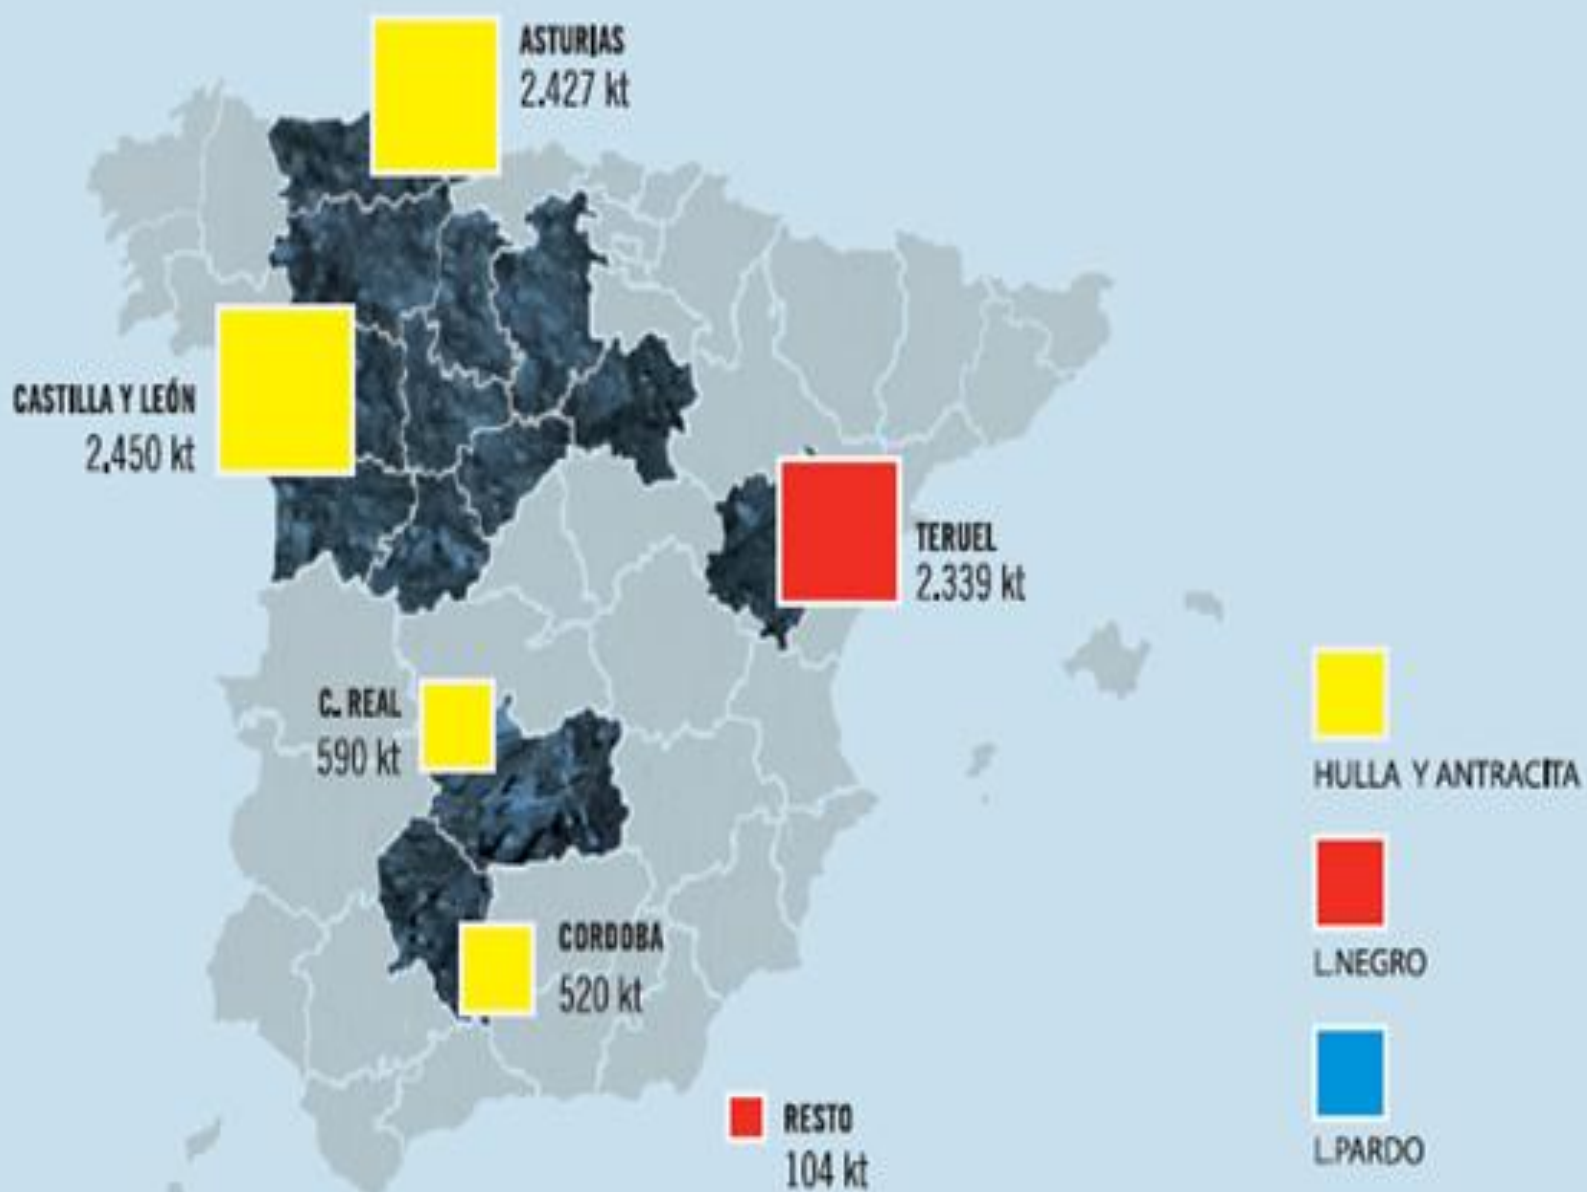 ASTURIAS
2.427 kt
CASTILLA Y LEÓN
2.450 kt
TERUEL
2.339 kt
C. REAL
590 kt
CORDOBA
520 kt
RESTO
104 kt
HULLA Y ANTRACITA
L.NEGRO
L.PARDO